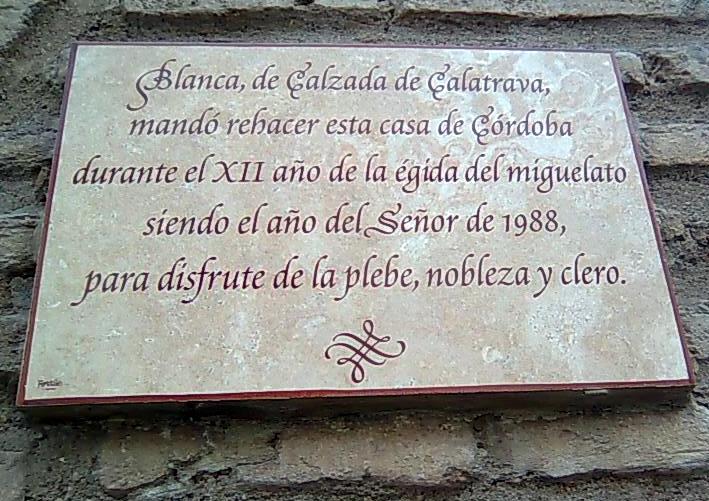 Blanca, de Calzada de Calatrava,
mandó rehacer esta casa de Córdoba
durante el XII año de la égida del miguelato
siendo el año del Señor de 1988,
para disfrute de la plebe, nobleza y clero.